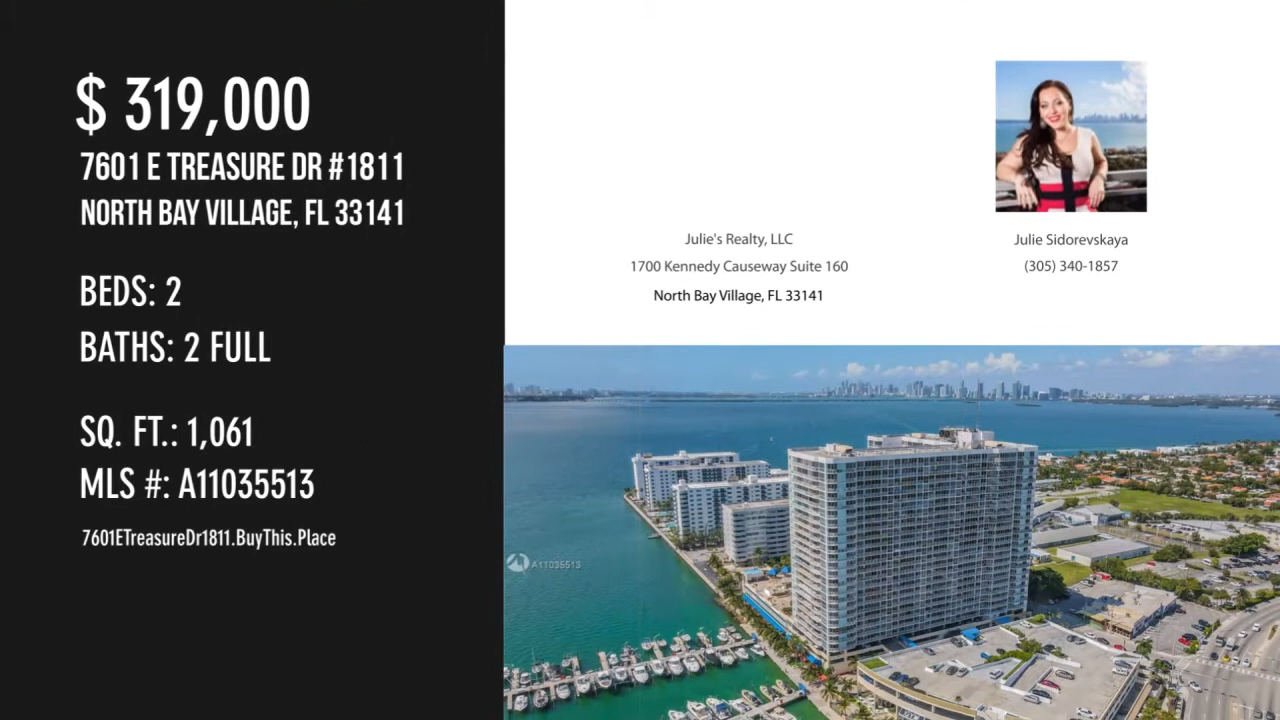 $ 319,000
7601 E TREASURE DR #1811
NORTH BAY VILLAGE, FL 33141
BEDS: 2
BATHS: 2 FULL
SQ. FT.: 1,061
MLS #: A11035513
7601ETreasureDr1811.BuyThis.Place
Julie's Realty, LLC
1700 Kennedy Causeway Suite 160
North Bay Village, FL 33141
Julie Sidorevskaya
(305) 340-1857
A11035513